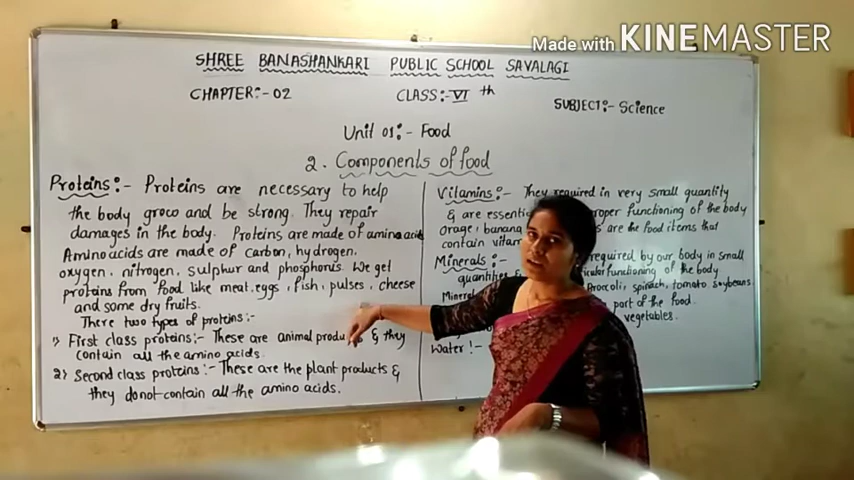 Made with KINEMASTER
SHREE BANASHANKARI PUBLIC SCHOOL SAVALAGI
CHAPTER:- 02 CLASS:- VI th SUBJECT:- Science
Unit 01:- Food
2. Components of food
Proteins:- Proteins are necessary to help
the body grow and be strong. They repair
damages in the body. Proteins are made of amino acids
Aminoacids are made of carbon, hydrogen.
oxygen, nitrogen, sulphur and phosphorus. We get
proteins from food like meat, eggs, fish, pulses, cheese
and some dry fruits.
There two types of proteins:-
1) First class proteins:- These are animal produ & they
contain all the amino acids.
2) Second class proteins:- These are the plant products &
they donot contain all the amino acids.
Vitamins:- They required in very small quantity
& are essenti proper functioning of the body
Orage, banana are the food items that
contain vitam
Minerals:- required by our body in small
quantities & ticular functioning of the body
Miner Broccoli, spinach, tomato soybeans
part of the food.
vegetables.
Water:-